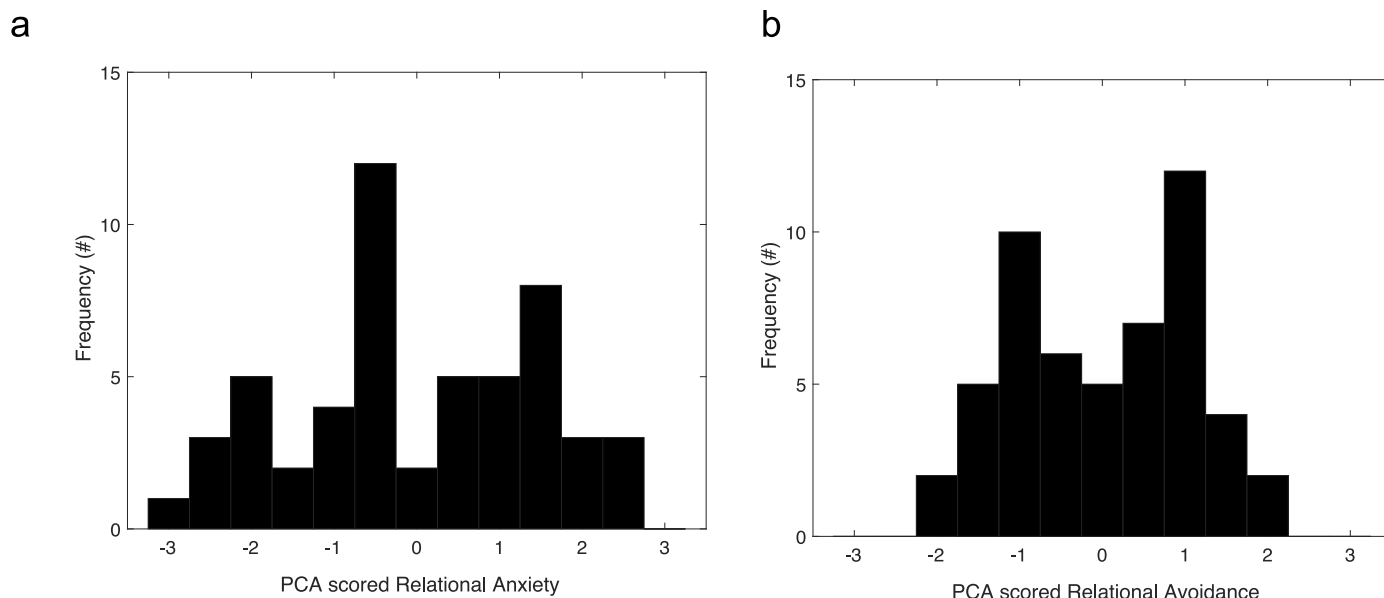 a
15
10
5
0
Frequency (#)
-3 -2 -1 0 1 2 3
PCA scored Relational Anxiety
b
15
10
5
0
Frequency (#)
-3 -2 -1 0 1 2 3
PCA scored Relational Avoidance